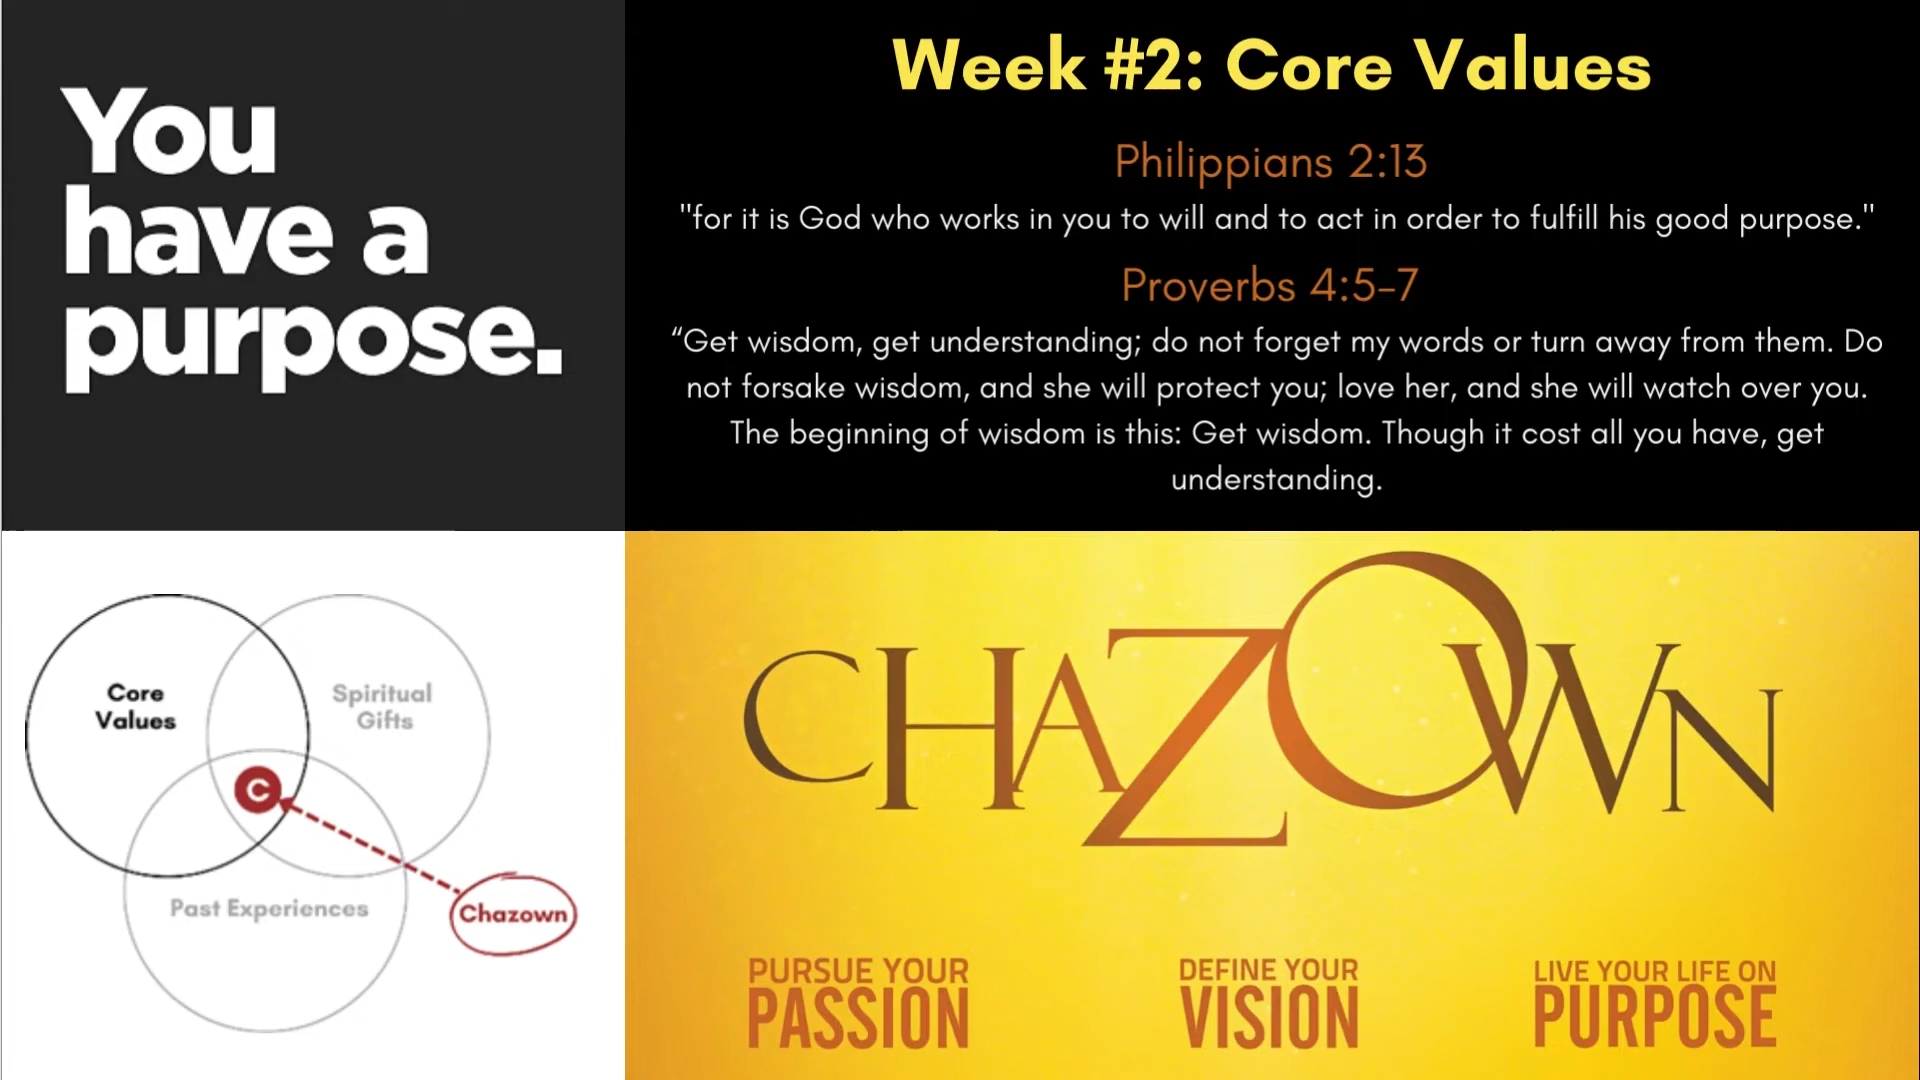 You
have a
purpose.
Week #2: Core Values
Philippians 2:13
"for it is God who works in you to will and to act in order to fulfill his good purpose."
Proverbs 4:5-7
“Get wisdom, get understanding; do not forget my words or turn away from them. Do
not forsake wisdom, and she will protect you; love her, and she will watch over you.
The beginning of wisdom is this: Get wisdom. Though it cost all you have, get
understanding.
Core
Values
Spiritual
Gifts
C
Past Experiences
Chazown
CHAZOWN
PURSUE YOUR
PASSION
DEFINE YOUR
VISION
LIVE YOUR LIFE ON
PURPOSE